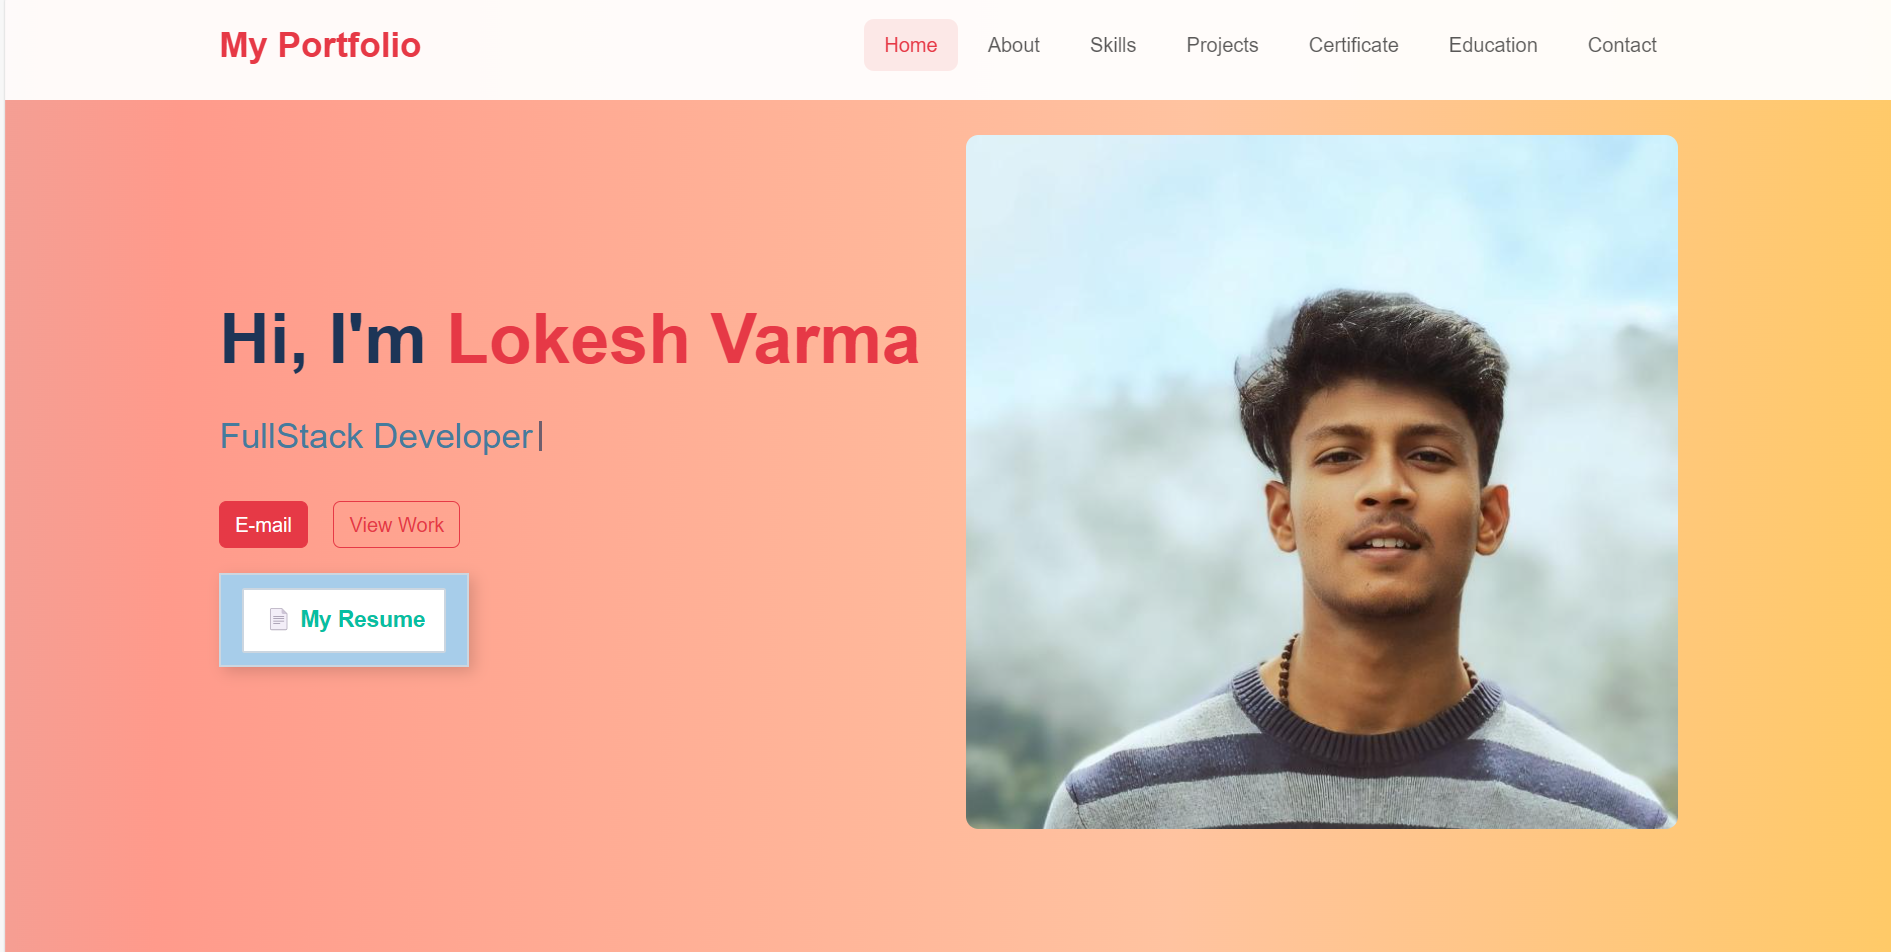 My Portfolio
Home About Skills Projects Certificate Education Contact
Hi, I'm Lokesh Varma
FullStack Developer
E-mail View Work
My Resume